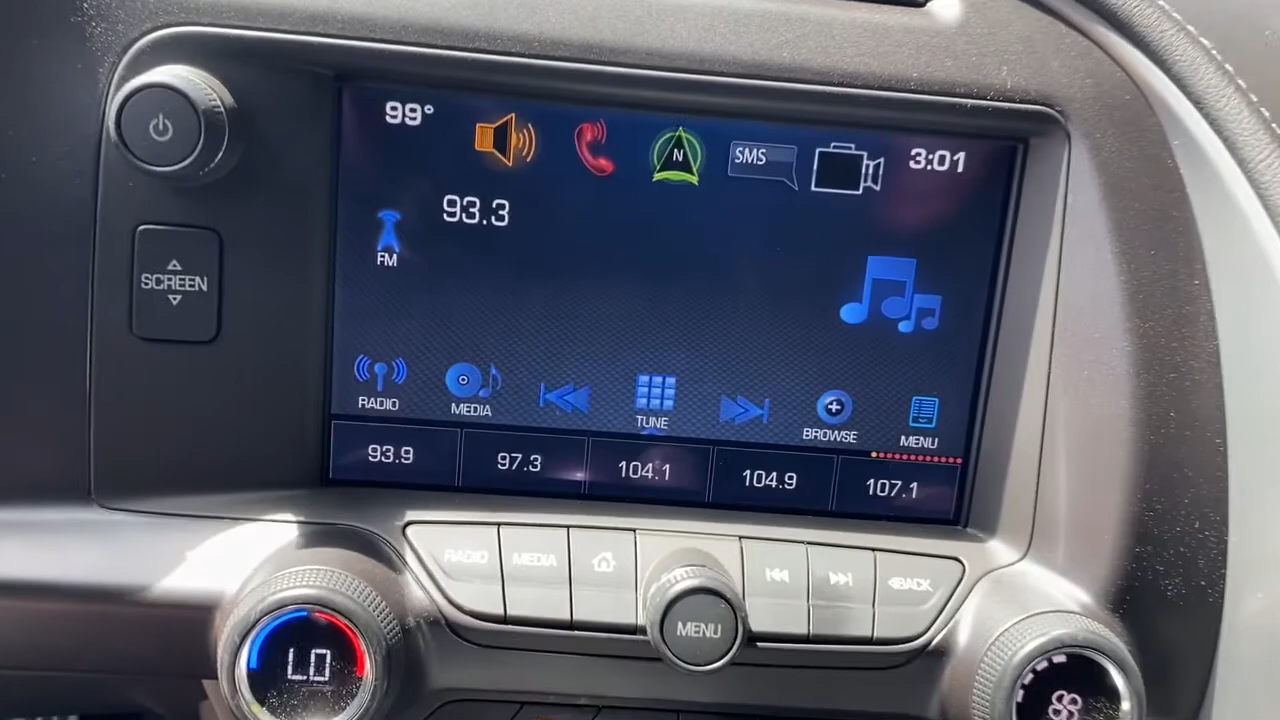 99°
N
SMS
3:01
93.3
FM
SCREEN
RADIO
MEDIA
TUNE
BROWSE
MENU
93.9
97.3
104.1
104.9
107.1
RADIO
MEDIA
BACK
MENU
LO